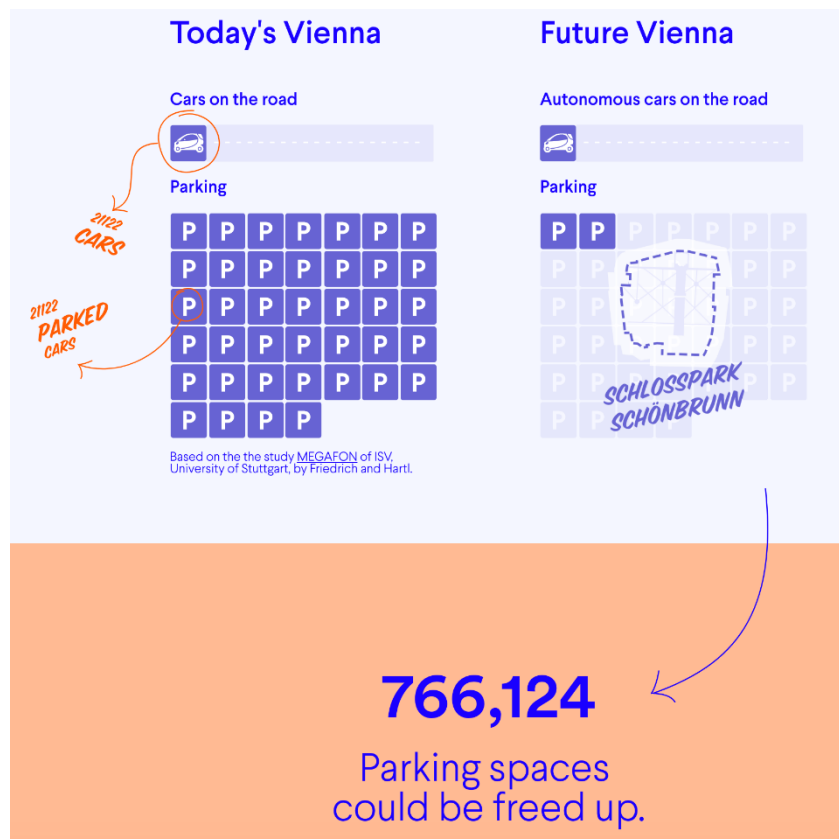 Today's Vienna
Cars on the road
21122
CARS
Parking
P P P P P P P
P P P P P P P
P P P P P P P
P P P P P P P
P P P P P P P
P P P P
21122
PARKED
CARS
Based on the the study MEGAFON of ISV,
University of Stuttgart, by Friedrich and Hartl.
Future Vienna
Autonomous cars on the road
Parking
P P P P P P P
P P P
P P P
P P P
P P P
P P
SCHLOSSPARK
SCHÖNBRUNN
766,124
Parking spaces
could be freed up.